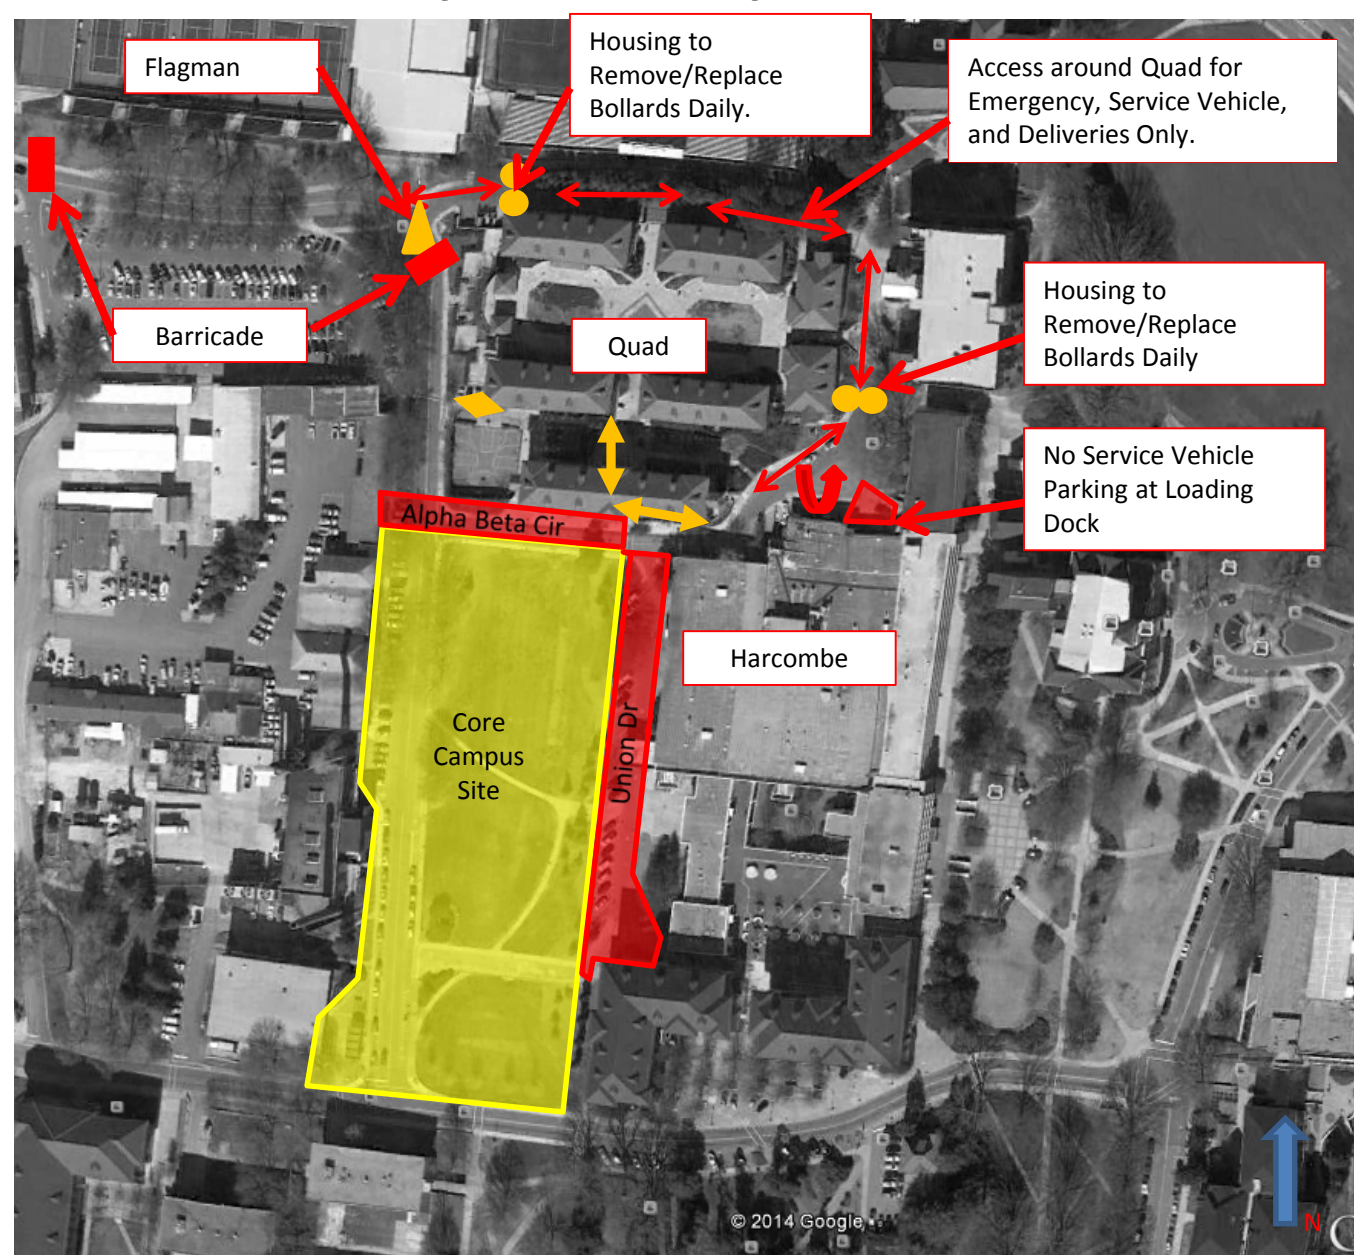 Flagman
Housing to
Remove/Replace
Bollards Daily.
Access around Quad for
Emergency, Service Vehicle,
and Deliveries Only.
Barricade
Quad
Housing to
Remove/Replace
Bollards Daily
No Service Vehicle
Parking at Loading
Dock
Alpha Beta Cir
Harcombe
Core
Campus
Site
Union Dr
© 2014 Google
N